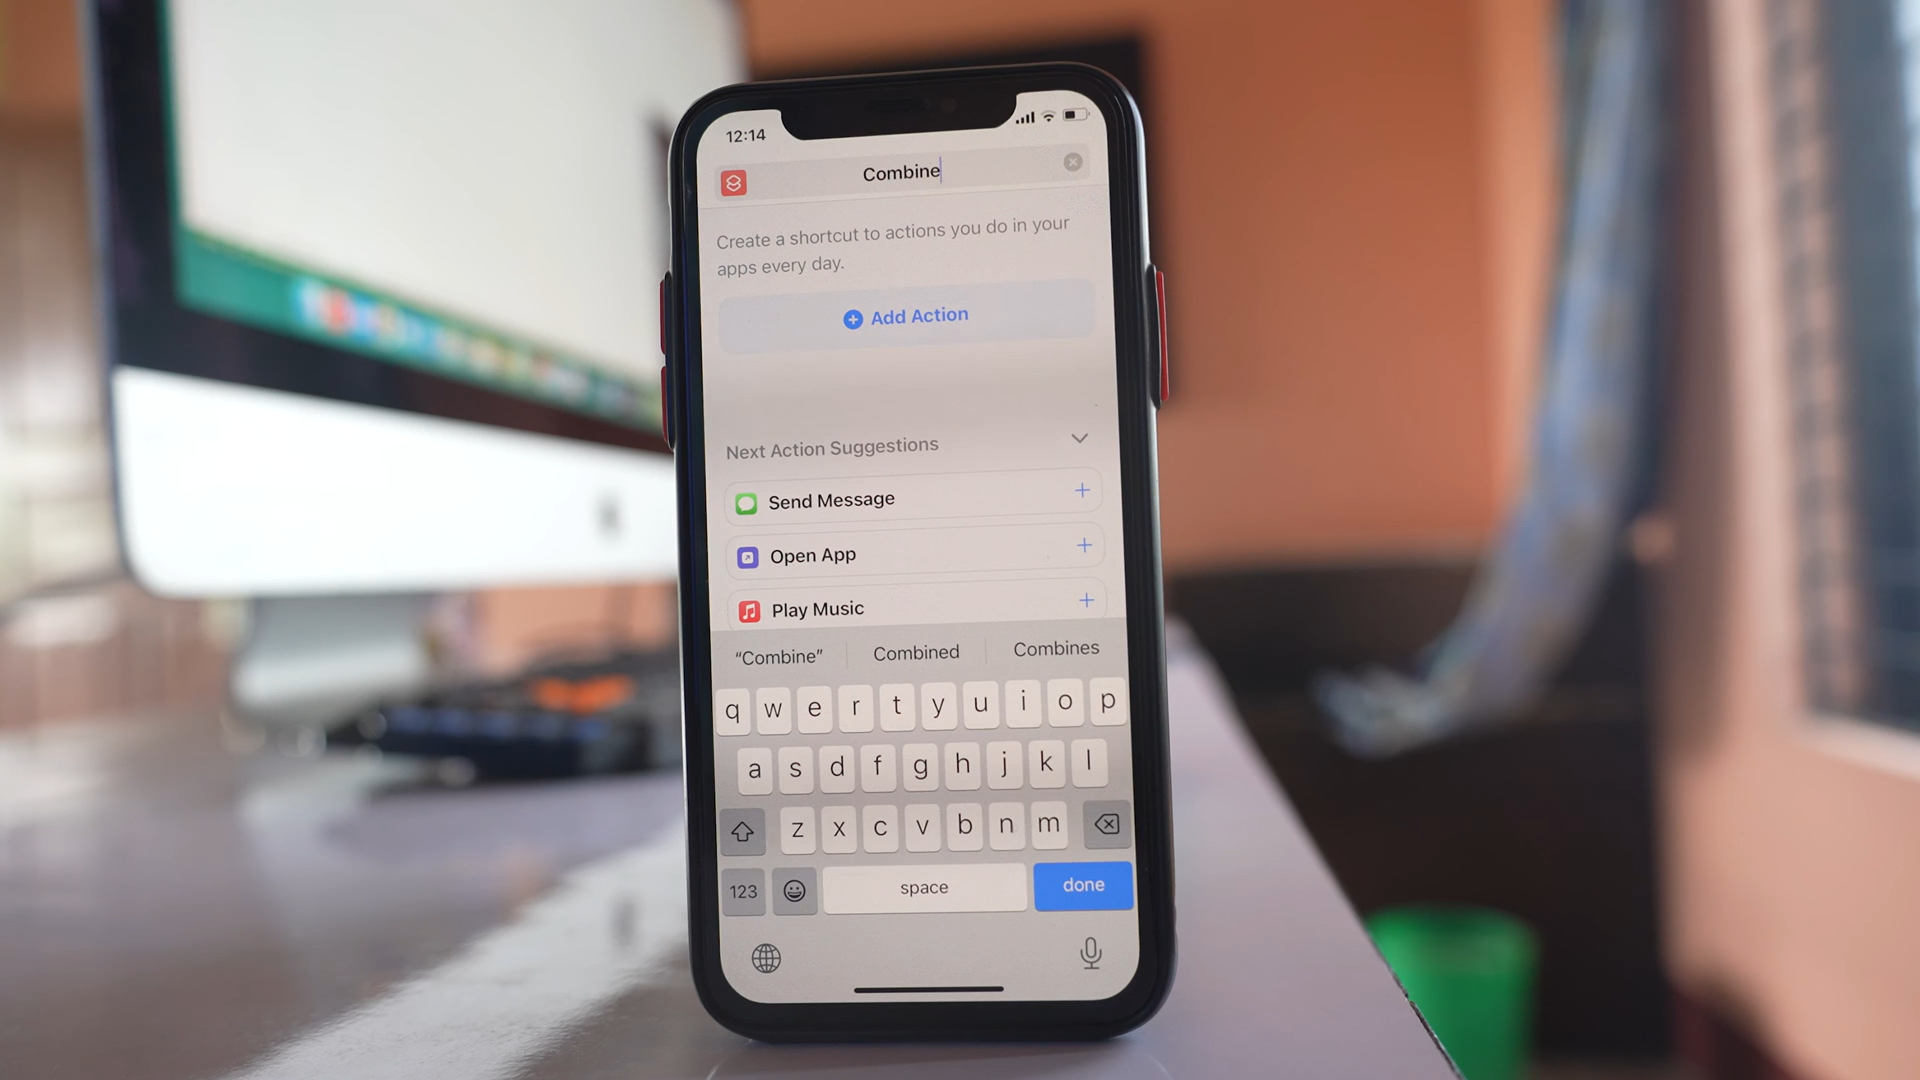 12:14
Combine
Create a shortcut to actions you do in your
apps every day.
Add Action
Next Action Suggestions
Send Message
Open App
Play Music
“Combine” Combined Combines
q w e r t y u i o p
a s d f g h j k l
z x c v b n m
123 space done